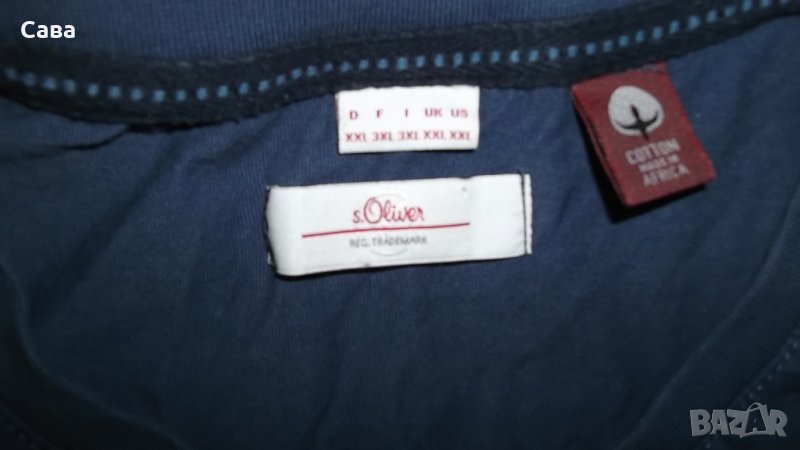 Сава
D F I UK US
XXL 3XL 3XL XXL XXL
COTTON
MADE IN
AFRICA
s.Oliver
REG. TRADEMARK
BAZAR